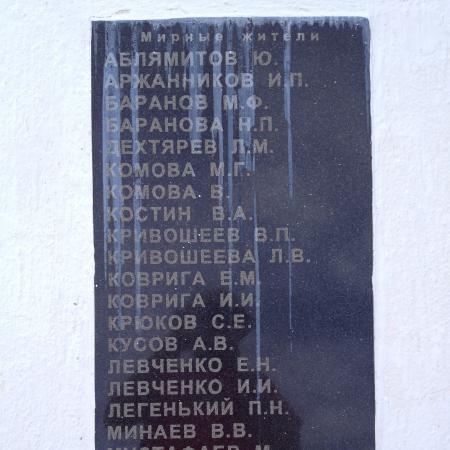 Мирные жители
АБЛЯМИТОВ Ю.
АРЖАННИКОВ И.П.
БАРАНОВ М.Ф.
БАРАНОВА Н.П.
ДЕХТЯРЕВ Л.М.
КОМОВА М.Г.
КОМОВА В.
КОСТИН В.А.
КРИВОШЕЕВ В.П.
КРИВОШЕЕВА Л.В.
КОВРИГА Е.М.
КОВРИГА И.И.
КРЮКОВ С.Е.
КУСОВ А.В.
ЛЕВЧЕНКО Е.Н.
ЛЕВЧЕНКО И.И.
ЛЕГЕНЬКИЙ П.Н.
МИНАЕВ В.В.